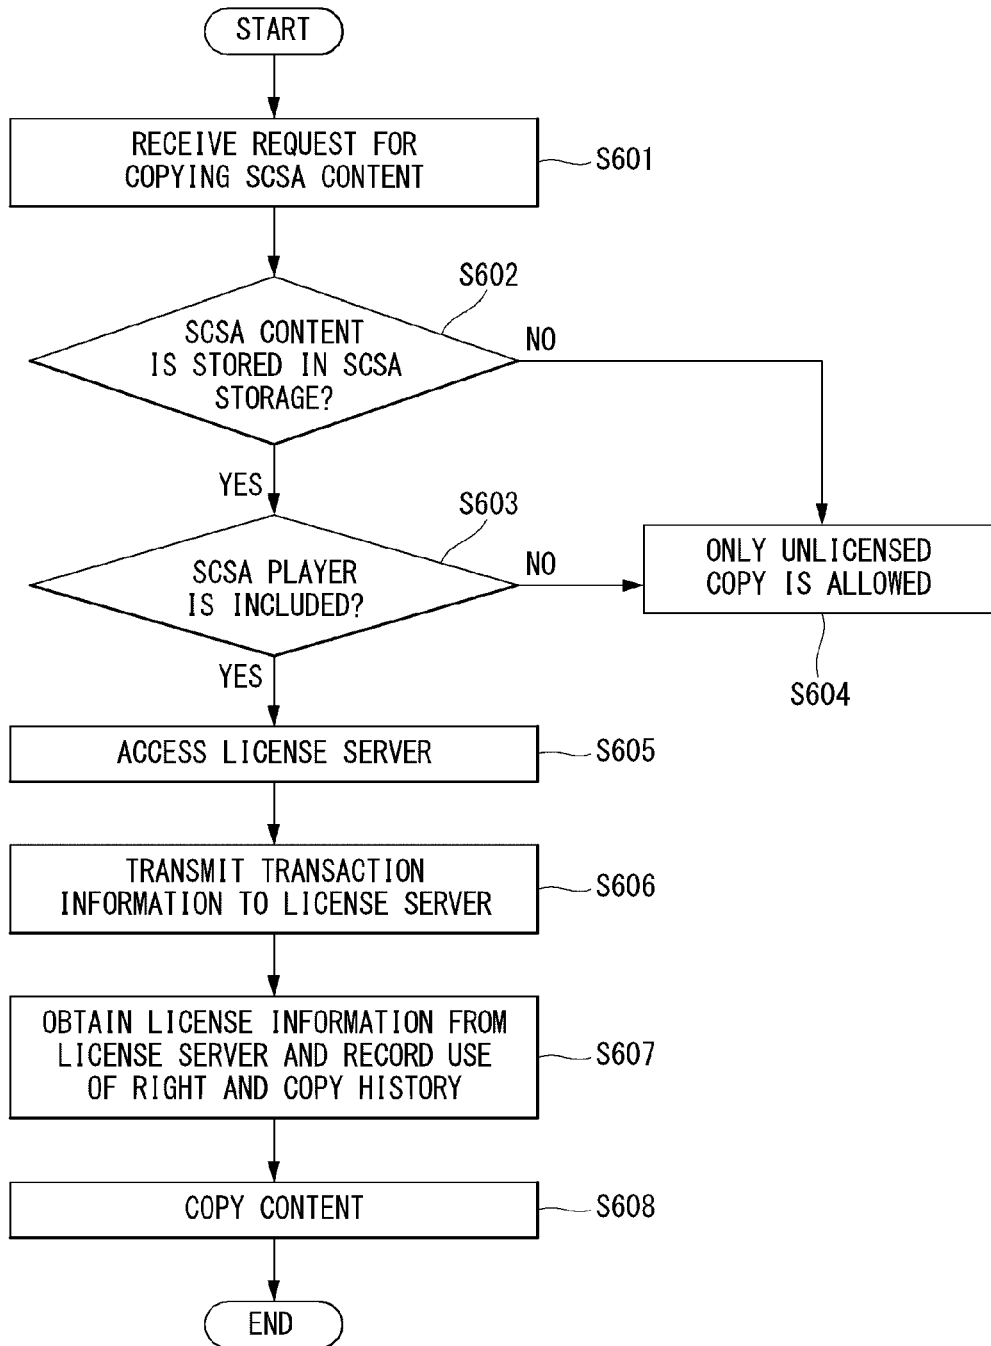 START
RECEIVE REQUEST FOR
COPYING SCSA CONTENT
S601
S602
SCSA CONTENT
IS STORED IN SCSA
STORAGE?
NO
YES
S603
SCSA PLAYER
IS INCLUDED?
NO
ONLY UNLICENSED
COPY IS ALLOWED
S604
YES
ACCESS LICENSE SERVER
S605
TRANSMIT TRANSACTION
INFORMATION TO LICENSE SERVER
S606
OBTAIN LICENSE INFORMATION FROM
LICENSE SERVER AND RECORD USE
OF RIGHT AND COPY HISTORY
S607
COPY CONTENT
S608
END